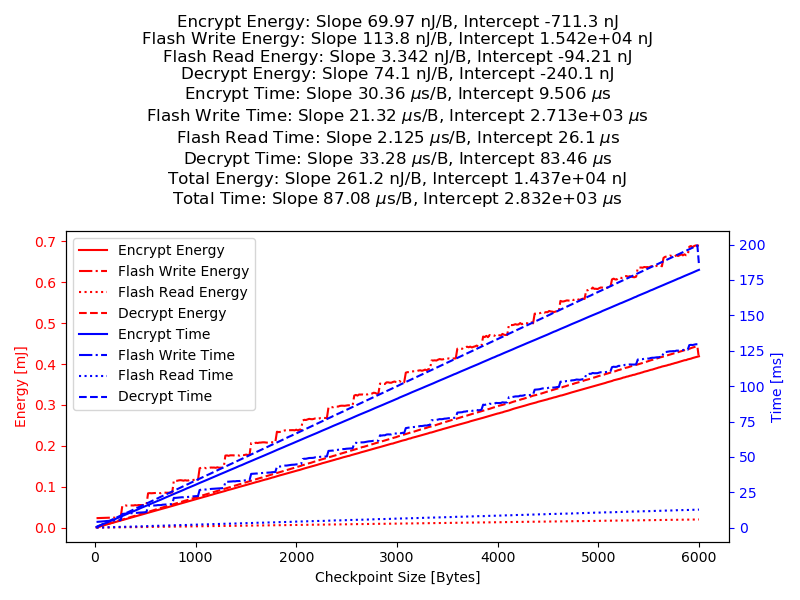 Encrypt Energy: Slope 69.97 nJ/B, Intercept -711.3 nJ
Flash Write Energy: Slope 113.8 nJ/B, Intercept 1.542e+04 nJ
Flash Read Energy: Slope 3.342 nJ/B, Intercept -94.21 nJ
Decrypt Energy: Slope 74.1 nJ/B, Intercept -240.1 nJ
Encrypt Time: Slope 30.36 μs/B, Intercept 9.506 μs
Flash Write Time: Slope 21.32 μs/B, Intercept 2.713e+03 μs
Flash Read Time: Slope 2.125 μs/B, Intercept 26.1 μs
Decrypt Time: Slope 33.28 μs/B, Intercept 83.46 μs
Total Energy: Slope 261.2 nJ/B, Intercept 1.437e+04 nJ
Total Time: Slope 87.08 μs/B, Intercept 2.832e+03 μs
Energy [mJ]
0.7
0.6
0.5
0.4
0.3
0.2
0.1
0.0
Encrypt Energy
Flash Write Energy
Flash Read Energy
Decrypt Energy
Encrypt Time
Flash Write Time
Flash Read Time
Decrypt Time
200
175
150
125
100
75
50
25
0
Time [ms]
0 1000 2000 3000 4000 5000 6000
Checkpoint Size [Bytes]